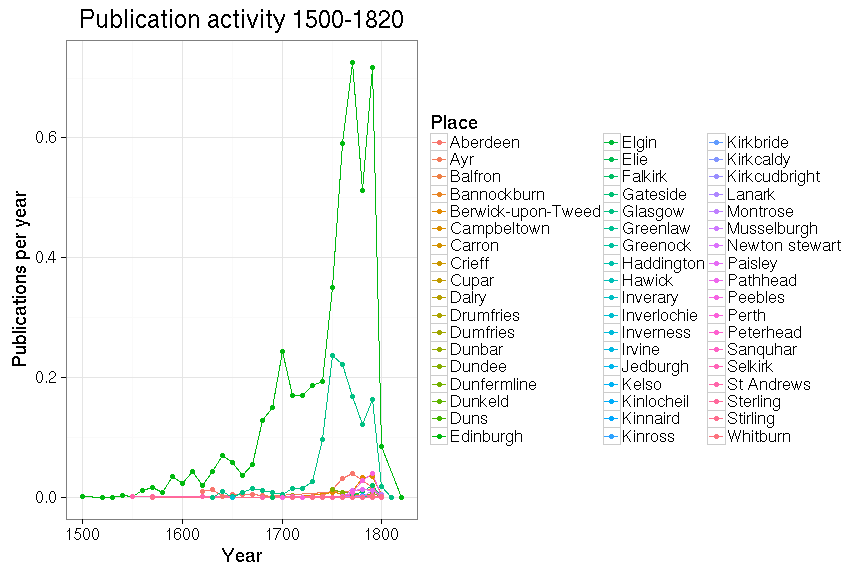 Publication activity 1500-1820
Publications per year
0.6
0.4
0.2
0.0
1500
1600
1700
1800
Year
Place
Aberdeen
Ayr
Balfron
Bannockburn
Berwick-upon-Tweed
Campbeltown
Carron
Crieff
Cupar
Dalry
Drumfries
Dumfries
Dunbar
Dundee
Dunfermline
Dunkeld
Duns
Edinburgh
Elgin
Elie
Falkirk
Gateside
Glasgow
Greenlaw
Greenock
Haddington
Hawick
Inverary
Inverlochie
Inverness
Irvine
Jedburgh
Kelso
Kinlocheil
Kinnaird
Kinross
Kirkbride
Kirkcaldy
Kirkcudbright
Lanark
Montrose
Musselburgh
Newton stewart
Paisley
Pathhead
Peebles
Perth
Peterhead
Sanquhar
Selkirk
St Andrews
Sterling
Stirling
Whitburn